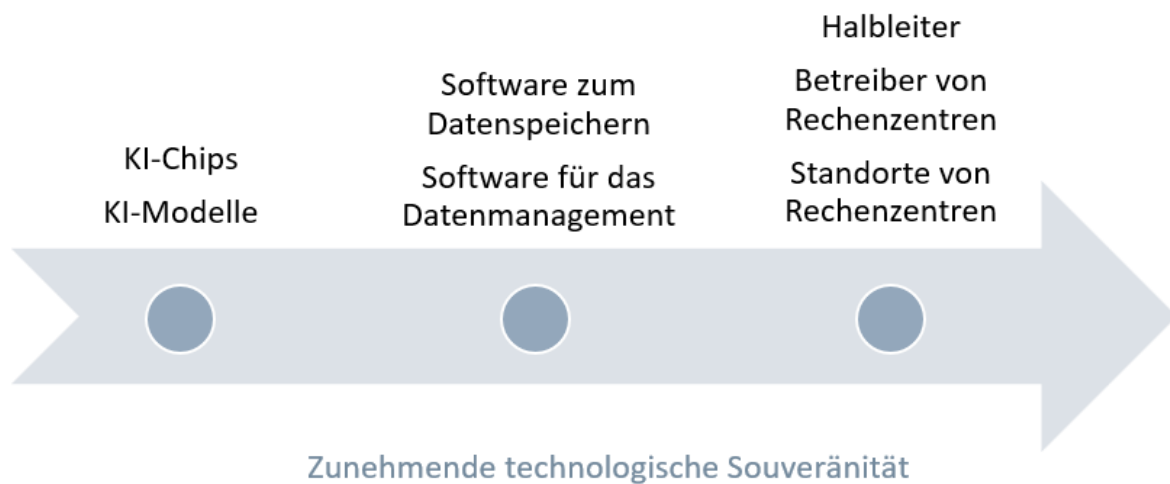 KI-Chips
KI-Modelle
Software zum
Datenspeichern
Software für das
Datenmanagement
Halbleiter
Betreiber von
Rechenzentren
Standorte von
Rechenzentren
Zunehmende technologische Souveränität